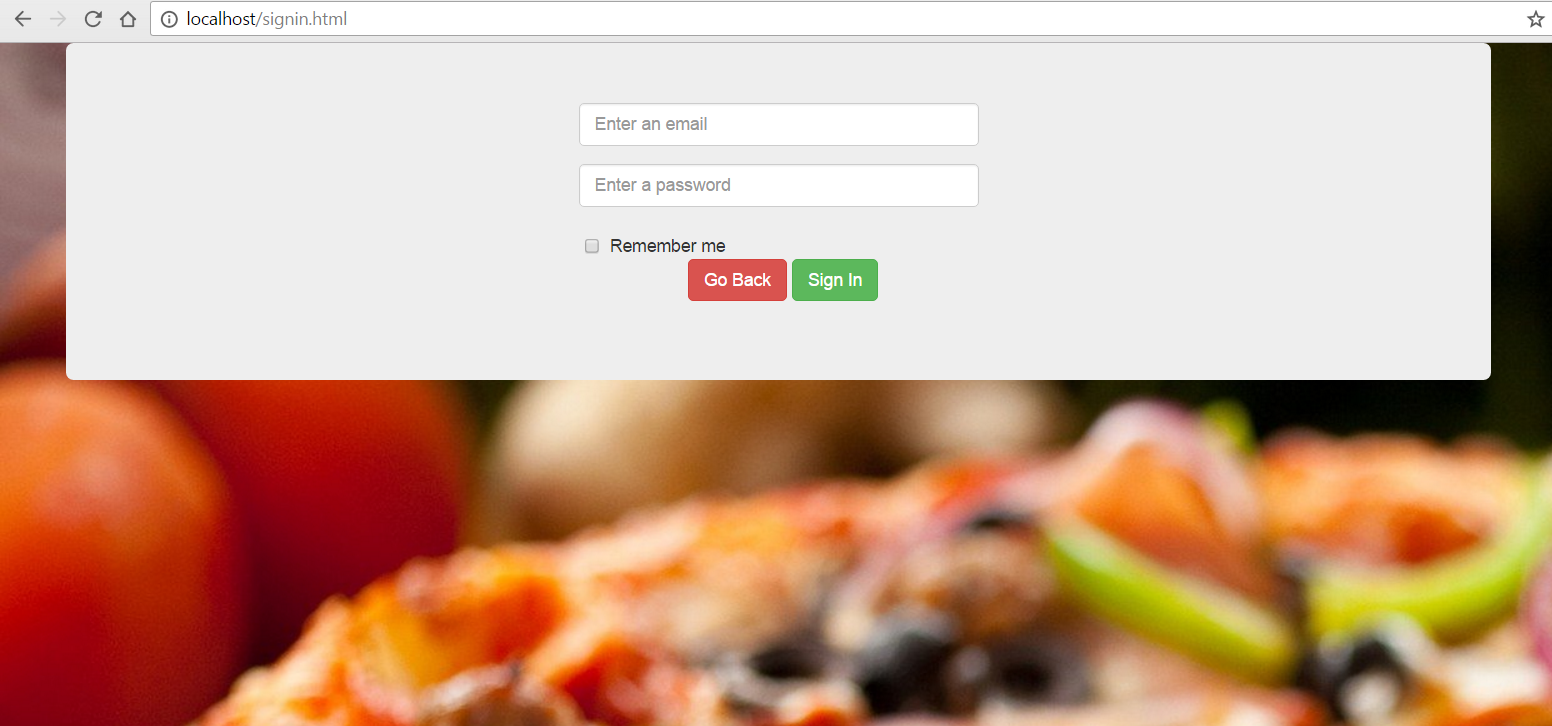 localhost/signin.html
Enter an email
Enter a password
Remember me
Go Back Sign In